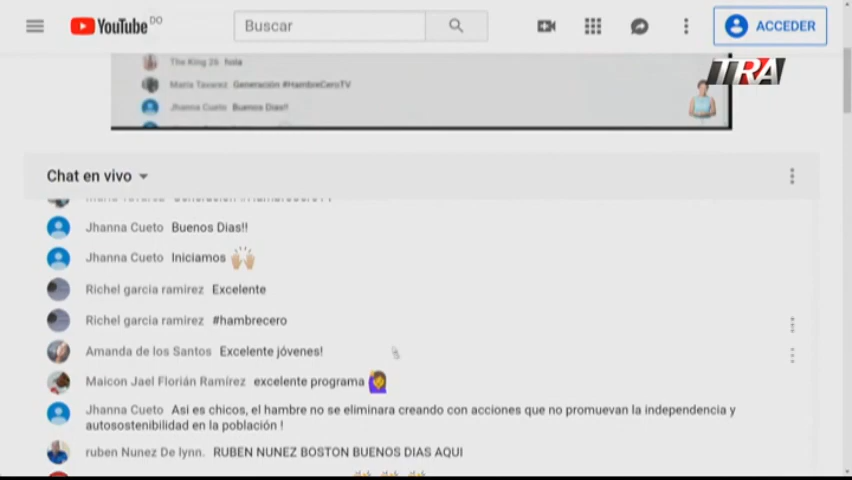 YouTube DO
Buscar
ACCEDER
TRA
The King 26 hola
Maria Tavarez Generación #HambreCeroTV
Jhanna Cueto Buenos Dias!!
Chat en vivo
Jhanna Cueto Buenos Dias!!
Jhanna Cueto Iniciamos 🙌🏼
Richel garcia ramirez Excelente
Richel garcia ramirez #hambrecero
Amanda de los Santos Excelente jóvenes!
Maicon Jael Florián Ramírez excelente programa 🙋‍♀️
Jhanna Cueto Asi es chicos, el hambre no se eliminara creando con acciones que no promuevan la independencia y
autosostenibilidad en la población !
ruben Nunez De lynn. RUBEN NUNEZ BOSTON BUENOS DIAS AQUI